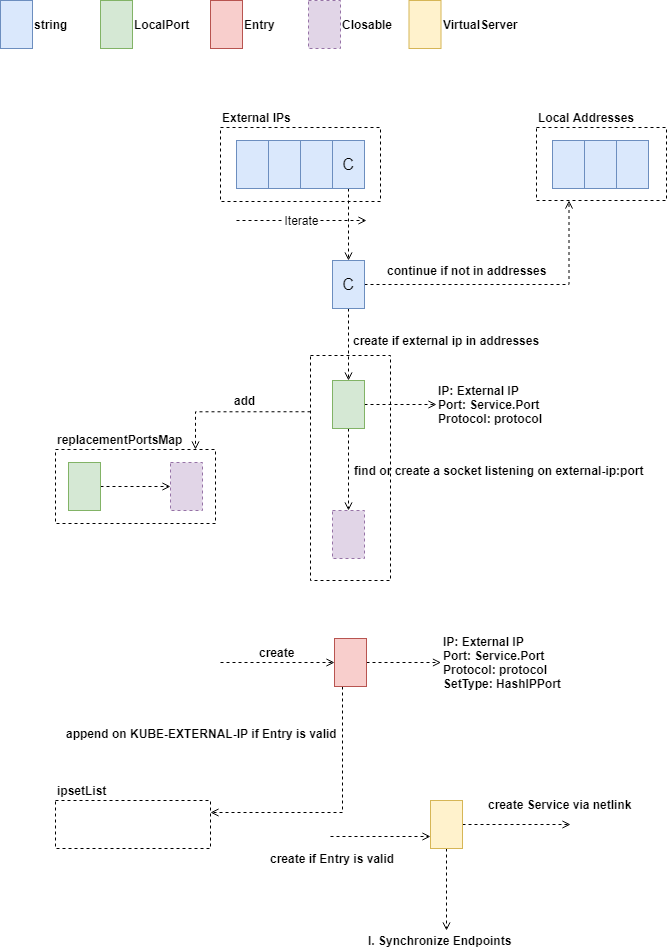 string
LocalPort
Entry
Closable
VirtualServer
External IPs
Local Addresses
C
Iterate
C
continue if not in addresses
create if external ip in addresses
IP: External IP
Port: Service.Port
Protocol: protocol
add
replacementPortsMap
find or create a socket listening on external-ip:port
create
IP: External IP
Port: Service.Port
Protocol: protocol
SetType: HashIPPort
append on KUBE-EXTERNAL-IP if Entry is valid
ipsetList
create Service via netlink
create if Entry is valid
I. Synchronize Endpoints